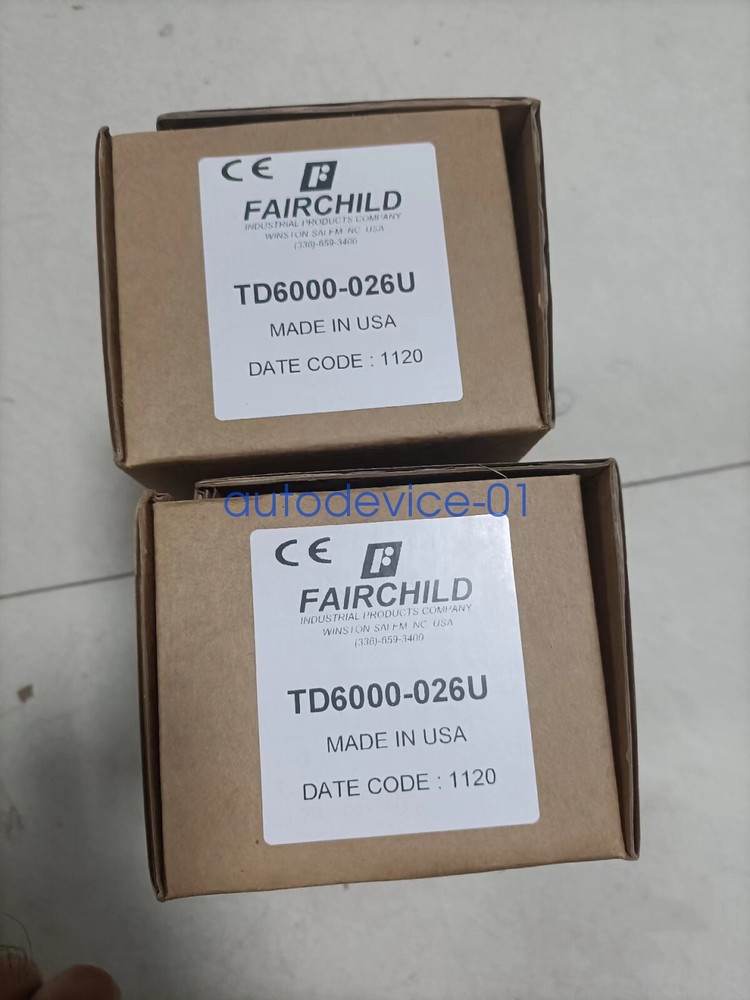 CE
FAIRCHILD
INDUSTRIAL PRODUCTS COMPANY
WINSTON SALEM NC USA
(336)-659-3400
TD6000-026U
MADE IN USA
DATE CODE : 1120
autodevice-01
CE
FAIRCHILD
INDUSTRIAL PRODUCTS COMPANY
WINSTON SALEM NC USA
(336)-659-3400
TD6000-026U
MADE IN USA
DATE CODE : 1120